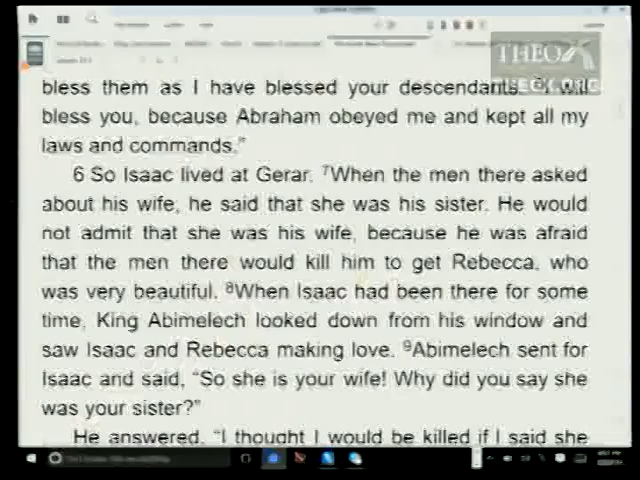 THEO
bless them as I have blessed your descendants. I will
bless you, because Abraham obeyed me and kept all my
laws and commands."
6 So Isaac lived at Gerar. 7When the men there asked
about his wife, he said that she was his sister. He would
not admit that she was his wife, because he was afraid
that the men there would kill him to get Rebecca, who
was very beautiful. 8When Isaac had been there for some
time, King Abimelech looked down from his window and
saw Isaac and Rebecca making love. 9Abimelech sent for
Isaac and said, "So she is your wife! Why did you say she
was your sister?"
He answered, "I thought I would be killed if I said she